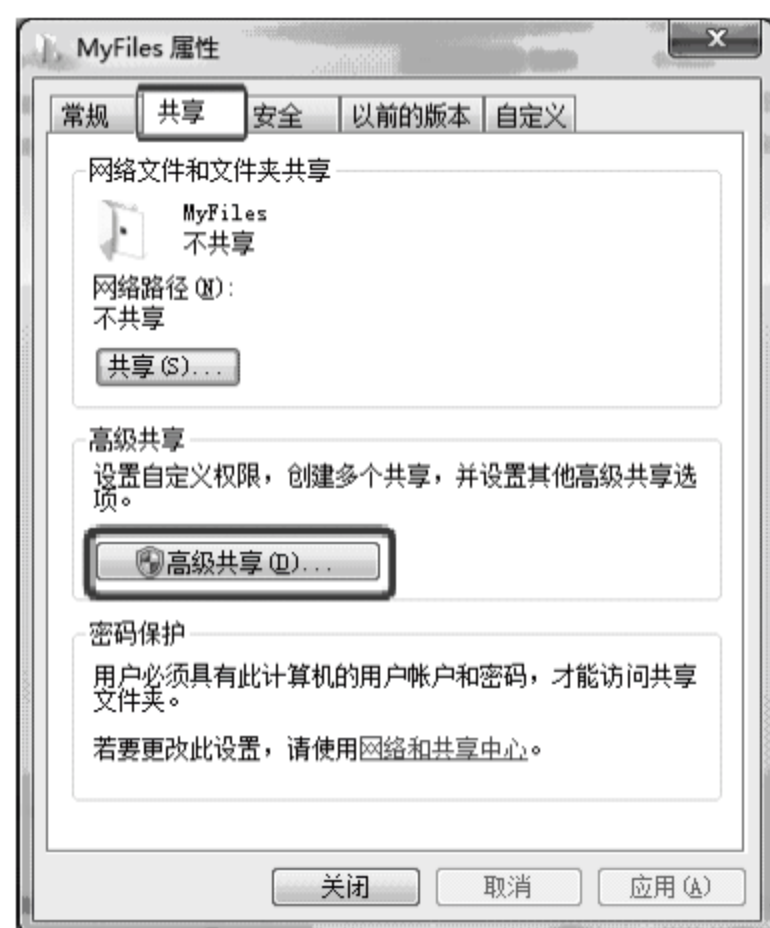 MyFiles 属性
常规 共享 安全 以前的版本 自定义
网络文件和文件夹共享
MyFiles
不共享
网络路径(N):
不共享
共享(S)...
高级共享
设置自定义权限，创建多个共享，并设置其他高级共享选
项。
高级共享(D)...
密码保护
用户必须具有此计算机的用户帐户和密码，才能访问共享
文件夹。
若要更改此设置，请使用网络和共享中心。
关闭 取消 应用(A)